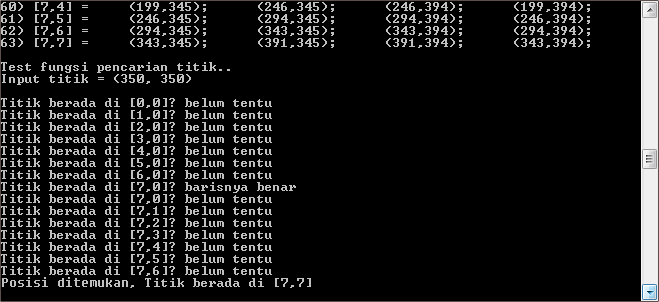 60) [7,4] = (199,345); (246,345); (246,394); (199,394);
61) [7,5] = (246,345); (294,345); (294,394); (246,394);
62) [7,6] = (294,345); (343,345); (343,394); (294,394);
63) [7,7] = (343,345); (391,345); (391,394); (343,394);
Test fungsi pencarian titik..
Input titik = (350, 350)
Titik berada di [0,0]? belum tentu
Titik berada di [1,0]? belum tentu
Titik berada di [2,0]? belum tentu
Titik berada di [3,0]? belum tentu
Titik berada di [4,0]? belum tentu
Titik berada di [5,0]? belum tentu
Titik berada di [6,0]? belum tentu
Titik berada di [7,0]? barisnya benar
Titik berada di [7,0]? belum tentu
Titik berada di [7,1]? belum tentu
Titik berada di [7,2]? belum tentu
Titik berada di [7,3]? belum tentu
Titik berada di [7,4]? belum tentu
Titik berada di [7,5]? belum tentu
Titik berada di [7,6]? belum tentu
Posisi ditemukan, Titik berada di [7,7]